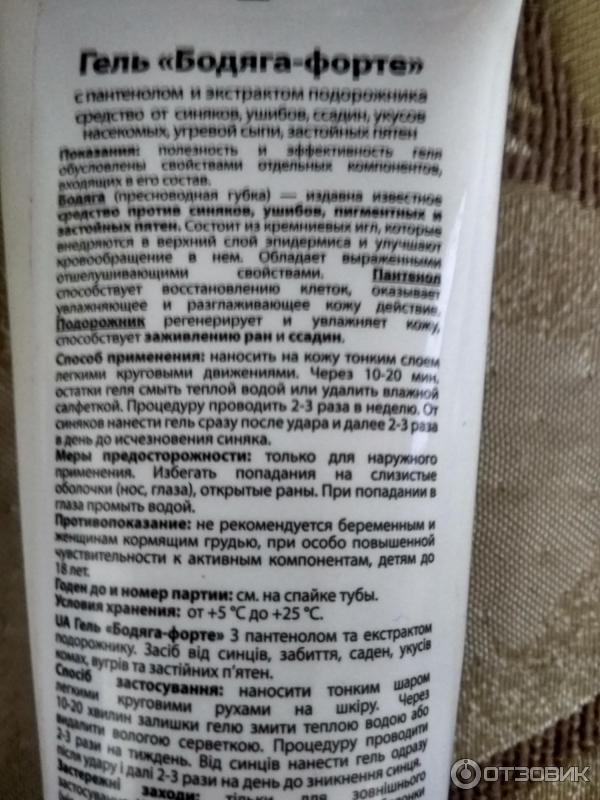 Гель «Бодяга-форте»
с пантенолом и экстрактом подорожника
средство от синяков, ушибов, ссадин, укусов
насекомых, угревой сыпи, застойных пятен
Показания: полезность и эффективность геля
обусловлены свойствами отдельных компонентов,
входящих в его состав.
Бодяга (пресноводная губка) — издавна известное
средство против синяков, ушибов, пигментных и
застойных пятен. Состоит из кремниевых игл, которые
внедряются в верхний слой эпидермиса и улучшают
кровообращение в нем. Обладает выраженными
отшелушивающими свойствами. Пантенол
способствует восстановлению клеток, оказывает
увлажняющее и разглаживающее кожу действие.
Подорожник регенерирует и увлажняет кожу,
способствует заживлению ран и ссадин.
Способ применения: наносить на кожу тонким слоем
легкими круговыми движениями. Через 10-20 мин.
остатки геля смыть теплой водой или удалить влажной
салфеткой. Процедуру проводить 2-3 раза в неделю. От
синяков нанести гель сразу после удара и далее 2-3 раза
в день до исчезновения синяка.
Меры предосторожности: только для наружного
применения. Избегать попадания на слизистые
оболочки (нос, глаза), открытые раны. При попадании в
глаза промыть водой.
Противопоказание: не рекомендуется беременным и
женщинам кормящим грудью, при особо повышенной
чувствительности к активным компонентам, детям до
18 лет.
Годен до и номер партии: см. на спайке тубы.
Условия хранения: от +5 °С до +25 °С.
UA Гель «Бодяга-форте» З пантенолом та екстрактом
подорожнику. Засіб від синців, забиття, саден, укусів
комах, вугрів та застійних п'ятен.
Спосіб застосування: наносити тонким шаром
легкими круговими рухами на шкіру. Через
10-20 хвилин залишки гелю змити теплою водою або
видалити вологою серветкою. Процедуру проводити
2-3 рази на тиждень. Від синців нанести гель одразу
після удару і далі 2-3 рази на день до зникнення синця.
Застережні заходи: тільки для зовнішнього
застосування.
ОТЗОВИК